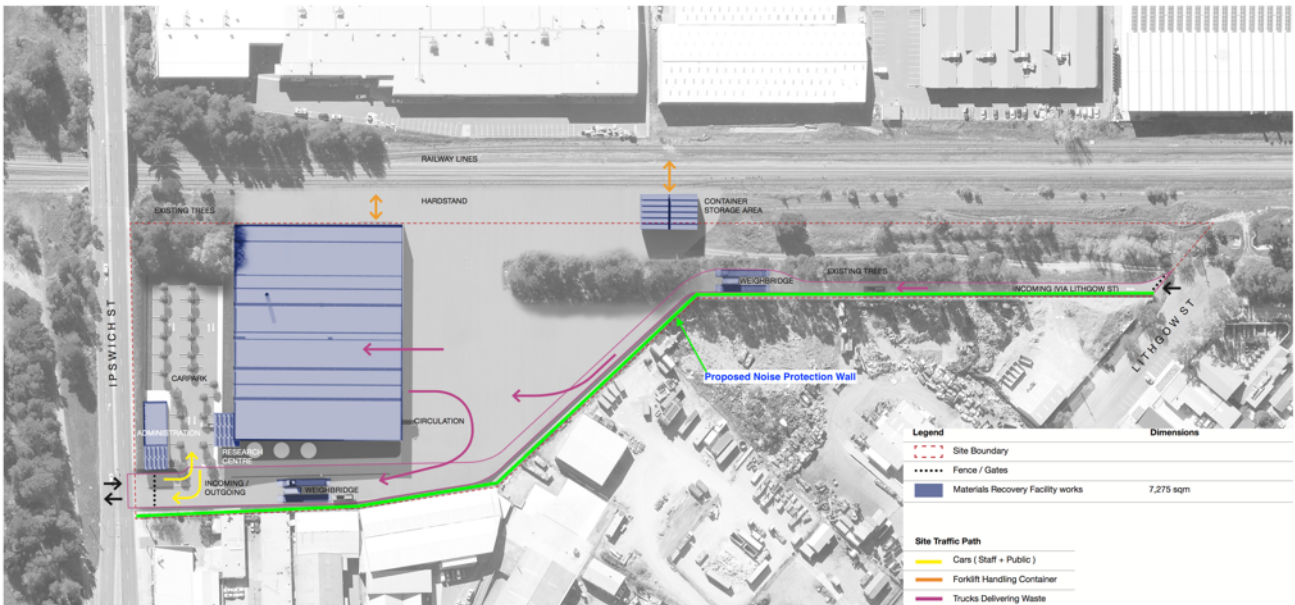 RAILWAY LINES
HARDSTAND
EXISTING TREES
CONTAINER
STORAGE AREA
IPSWICH ST
WEIGHBRIDGE
EXISTING TREES
INCOMING (VIA LITHGOW ST)
LITHGOW ST
Proposed Noise Protection Wall
CARPARK
CIRCULATION
ADMINISTRATION
RESEARCH
CENTRE
INCOMING /
OUTGOING
WEIGHBRIDGE
Legend Dimensions
Site Boundary
Fence / Gates
Materials Recovery Facility works 7,275 sqm
Site Traffic Path
Cars ( Staff + Public )
Forklift Handling Container
Trucks Delivering Waste